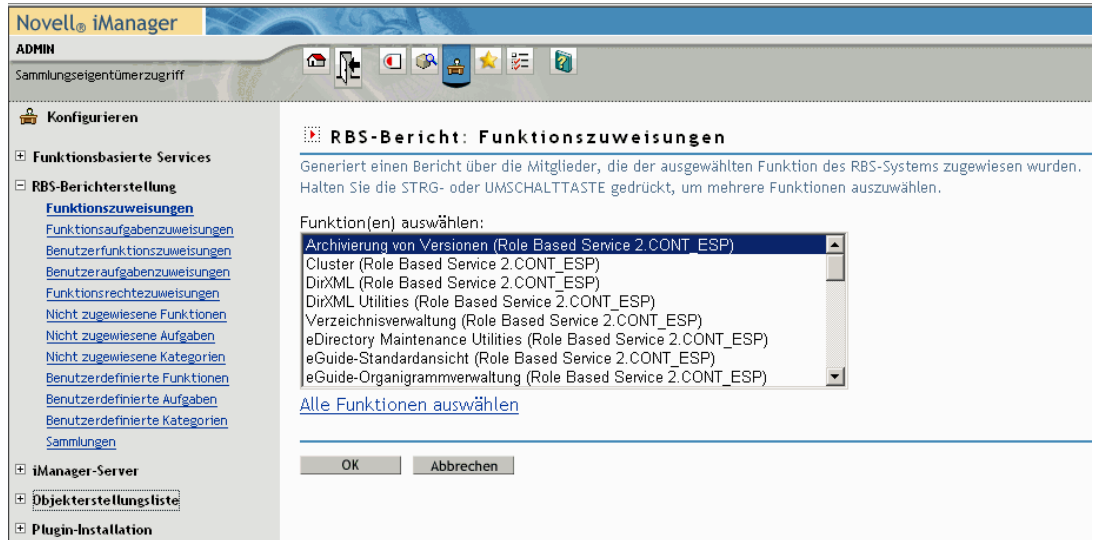 Novell® iManager
ADMIN
Sammlungseigentümerzugriff
Konfigurieren
Funktionsbasierte Services
RBS-Berichterstellung
Funktionszuweisungen
Funktionsaufgabenzuweisungen
Benutzerfunktionszuweisungen
Benutzeraufgabenzuweisungen
Funktionsrechtezuweisungen
Nicht zugewiesene Funktionen
Nicht zugewiesene Aufgaben
Nicht zugewiesene Kategorien
Benutzerdefinierte Funktionen
Benutzerdefinierte Aufgaben
Benutzerdefinierte Kategorien
Sammlungen
iManager-Server
Objekterstellungsliste
Plugin-Installation
RBS-Bericht: Funktionszuweisungen
Generiert einen Bericht über die Mitglieder, die der ausgewählten Funktion des RBS-Systems zugewiesen wurden.
Halten Sie die STRG- oder UMSCHALTTASTE gedrückt, um mehrere Funktionen auszuwählen.
Funktion(en) auswählen:
Archivierung von Versionen (Role Based Service 2.CONT_ESP)
Cluster (Role Based Service 2.CONT_ESP)
DirXML (Role Based Service 2.CONT_ESP)
DirXML Utilities (Role Based Service 2.CONT_ESP)
Verzeichnisverwaltung (Role Based Service 2.CONT_ESP)
eDirectory Maintenance Utilities (Role Based Service 2.CONT_ESP)
eGuide-Standardansicht (Role Based Service 2.CONT_ESP)
eGuide-Organigrammverwaltung (Role Based Service 2.CONT_ESP)
Alle Funktionen auswählen
OK
Abbrechen